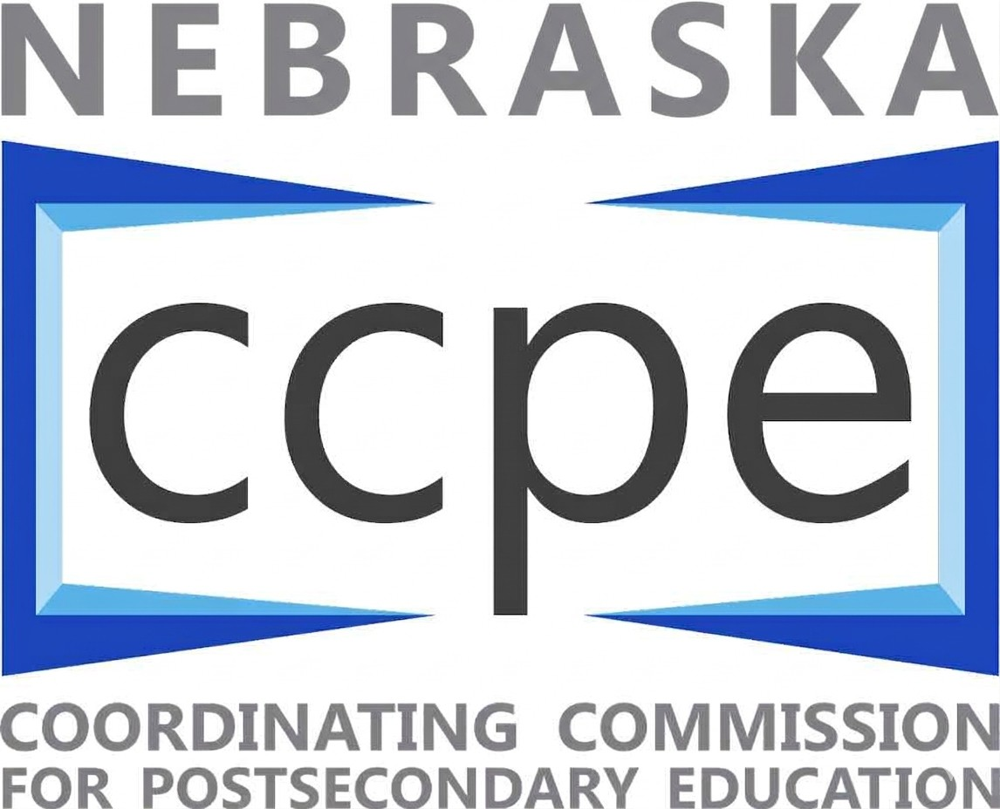 NEBRASKA
ccpe
COORDINATING COMMISSION
FOR POSTSECONDARY EDUCATION